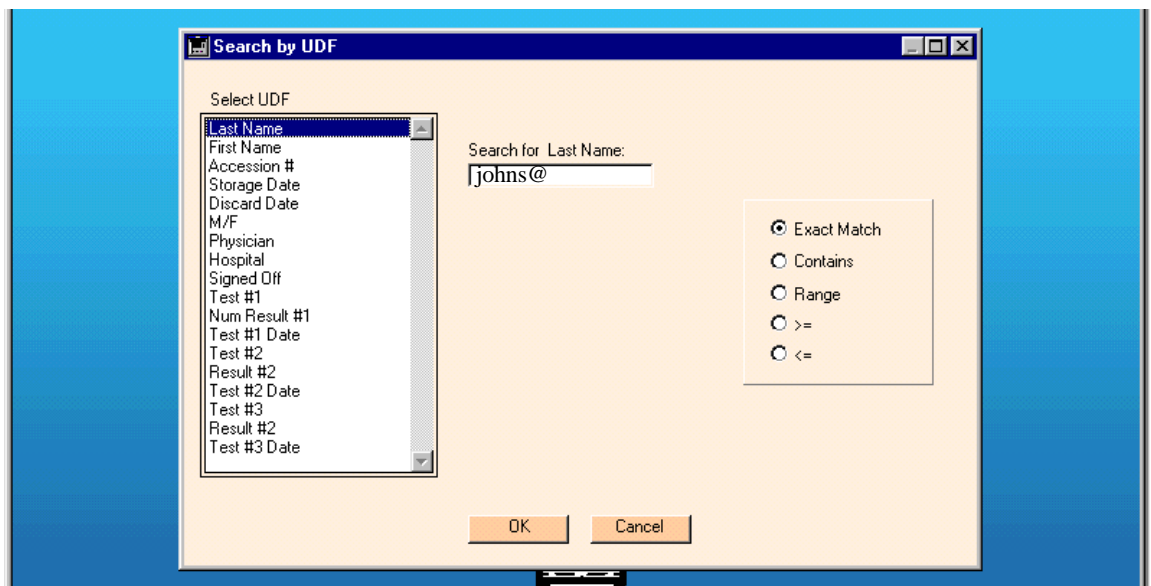 Search by UDF
Select UDF
Last Name
First Name
Accession #
Storage Date
Discard Date
M/F
Physician
Hospital
Signed Off
Test #1
Num Result #1
Test #1 Date
Test #2
Result #2
Test #2 Date
Test #3
Result #2
Test #3 Date
Search for Last Name:
johns@
Exact Match
Contains
Range
>=
<=
OK
Cancel